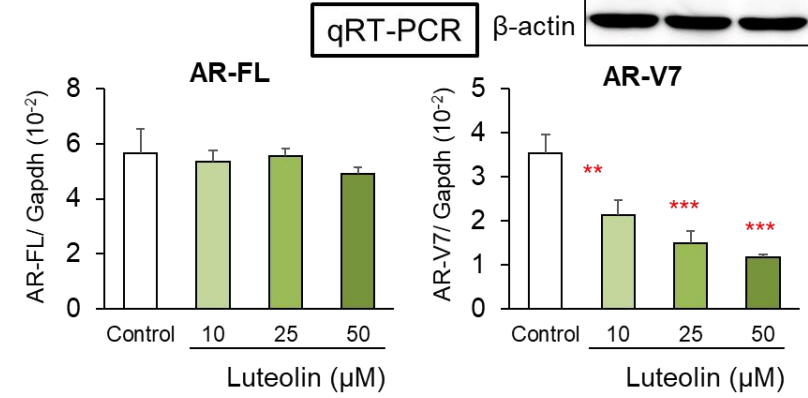 qRT-PCR
β-actin
AR-FL
AR-FL/ Gapdh (10⁻²)
8
6
4
2
0
Control 10 25 50
Luteolin (μM)
AR-V7
AR-V7/ Gapdh (10⁻²)
5
4
3
2
1
0
**
***
***
Control 10 25 50
Luteolin (μM)